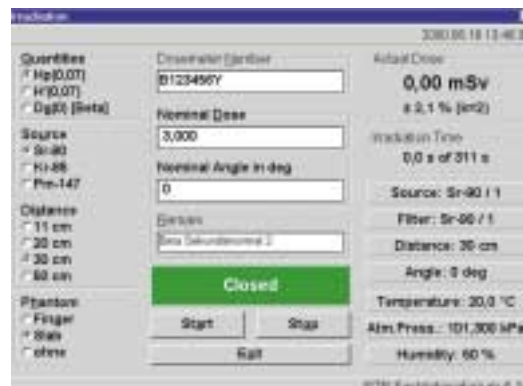 Irradiation
Quantities
Hp(0,07)
H'(0,07)
Dg(0) [Beta]
Source
Sr-90
Kr-85
Pm-147
Distance
11 cm
20 cm
30 cm
50 cm
Phantom
Finger
Slab
ohne
Dosemeter Number
B123456Y
Nominal Dose
3,000
Nominal Angle in deg
0
Remark
Beta Sekundärnormal 2
Closed
Start
Stop
Exit
Actual Dose
0,00 mSv
± 2,1 % (k=2)
Irradiation Time
0,0 s of 311 s
Source: Sr-90 / 1
Filter: Sr-90 / 1
Distance: 30 cm
Angle: 0 deg
Temperature: 20,0 °C
Atm.Press.: 101,300 kPa
Humidity: 60 %